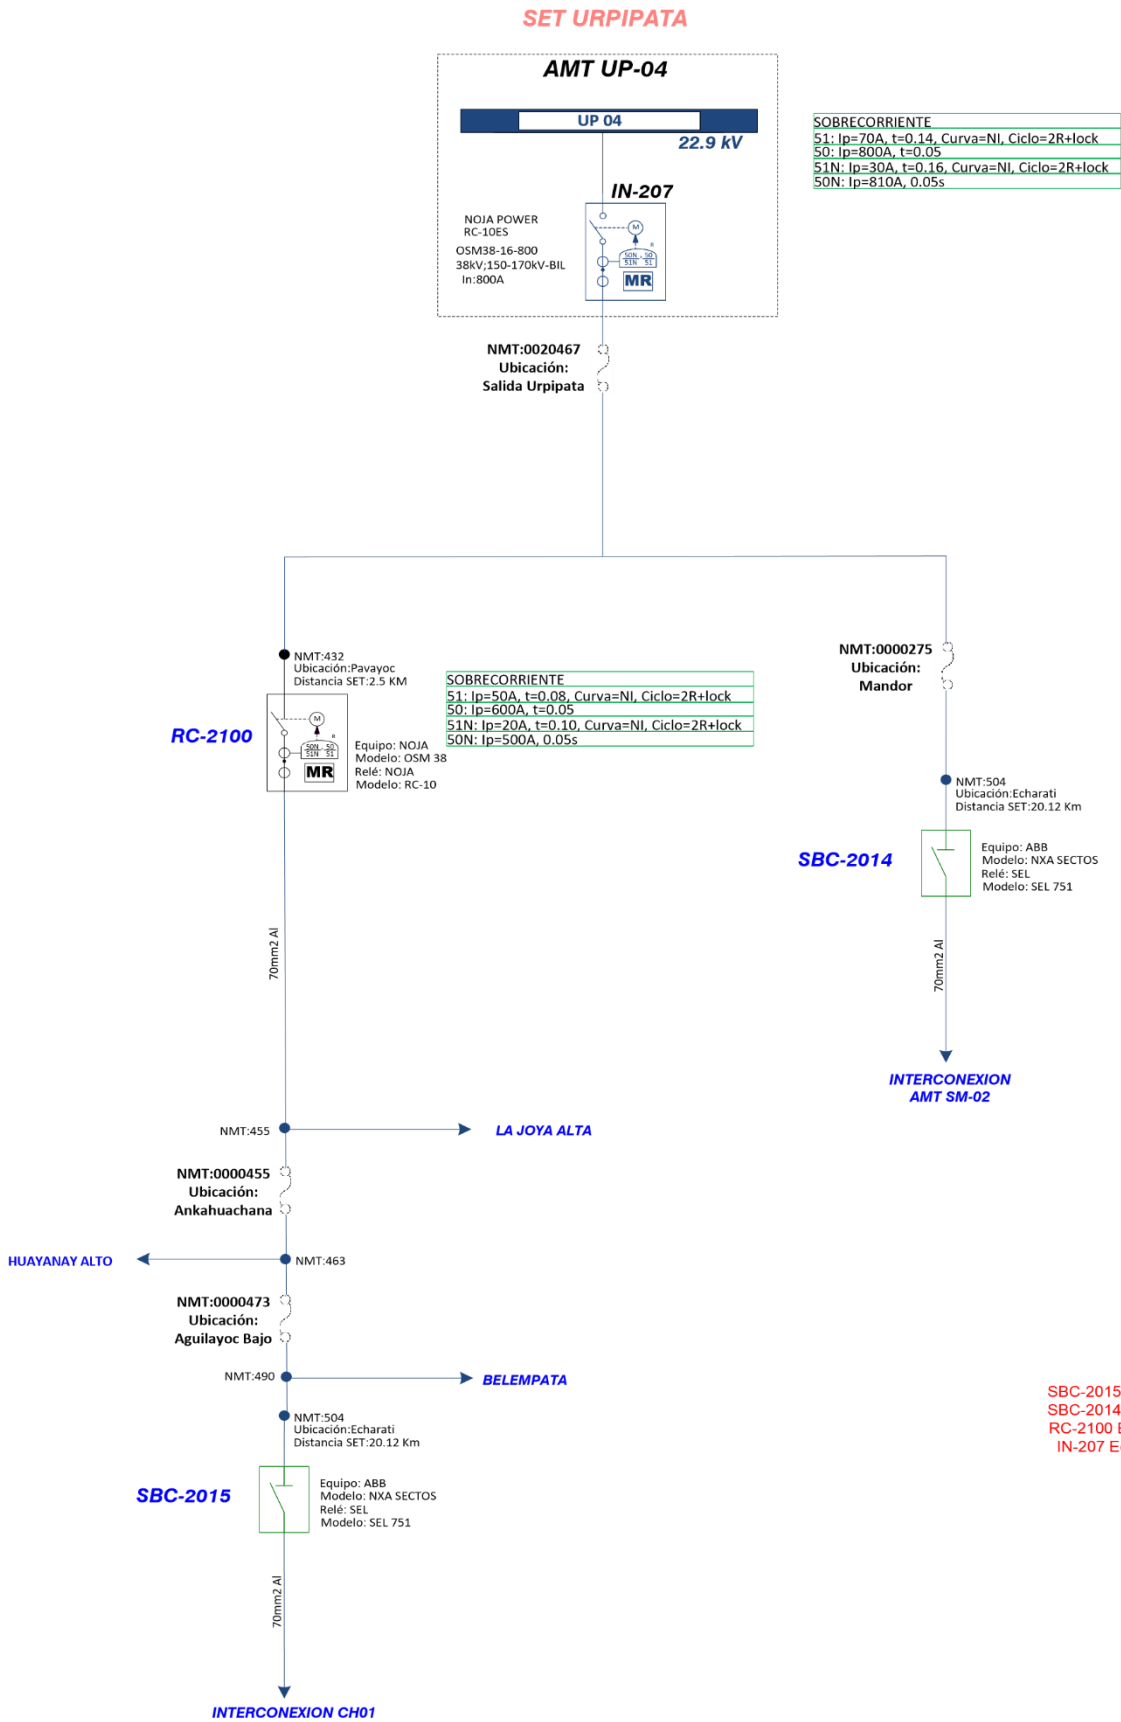 SET URPIPATA
AMT UP-04
UP 04
22.9 kV
SOBRECORRIENTE
51: Ip=70A, t=0.14, Curva=NI, Ciclo=2R+lock
50: Ip=800A, t=0.05
51N: Ip=30A, t=0.16, Curva=NI, Ciclo=2R+lock
50N: Ip=810A, 0.05s
IN-207
NOJA POWER
RC-10ES
OSM38-16-800
38kV;150-170kV-BIL
In:800A
M
R
50N 50
51N 51
MR
NMT:0020467
Ubicación:
Salida Urpipata
NMT:432
Ubicación:Pavayoc
Distancia SET:2.5 KM
RC-2100
M
R
50N 50
51N 51
MR
Equipo: NOJA
Modelo: OSM 38
Relé: NOJA
Modelo: RC-10
SOBRECORRIENTE
51: Ip=50A, t=0.08, Curva=NI, Ciclo=2R+lock
50: Ip=600A, t=0.05
51N: Ip=20A, t=0.10, Curva=NI, Ciclo=2R+lock
50N: Ip=500A, 0.05s
NMT:0000275
Ubicación:
Mandor
NMT:504
Ubicación:Echarati
Distancia SET:20.12 Km
SBC-2014
Equipo: ABB
Modelo: NXA SECTOS
Relé: SEL
Modelo: SEL 751
70mm2 Al
70mm2 Al
INTERCONEXION
AMT SM-02
NMT:455
LA JOYA ALTA
NMT:0000455
Ubicación:
Ankahuachana
HUAYANAY ALTO
NMT:463
NMT:0000473
Ubicación:
Aguilayoc Bajo
NMT:490
BELEMPATA
NMT:504
Ubicación:Echarati
Distancia SET:20.12 Km
SBC-2015
Equipo: ABB
Modelo: NXA SECTOS
Relé: SEL
Modelo: SEL 751
70mm2 Al
INTERCONEXION CH01
SBC-2015
SBC-2014
RC-2100
IN-207